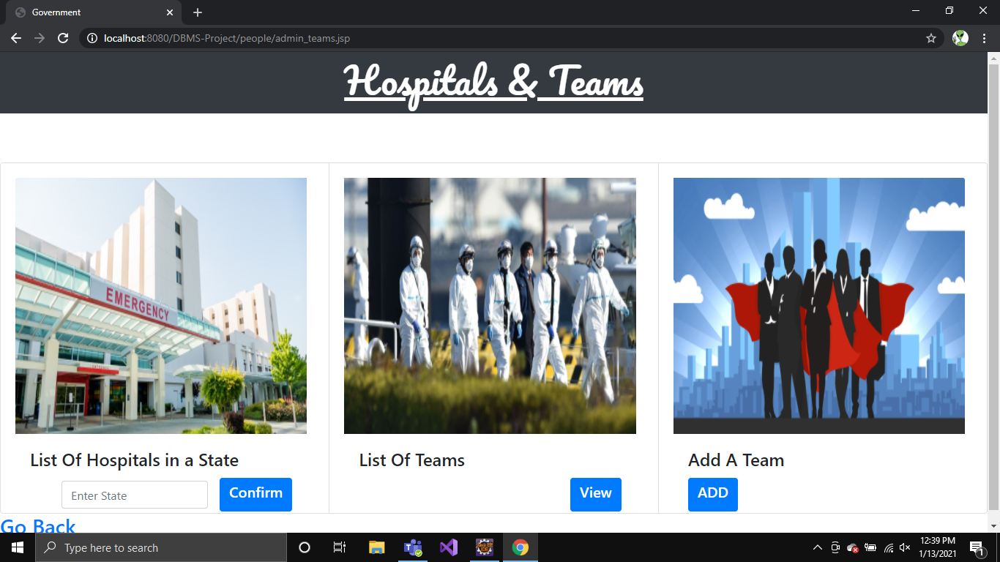 Government
localhost:8080/DBMS-Project/people/admin_teams.jsp
Hospitals & Teams
EMERGENCY
List Of Hospitals in a State
List Of Teams
Add A Team
Enter State
Confirm
View
ADD
Go Back
Type here to search
12:39 PM
1/13/2021
1